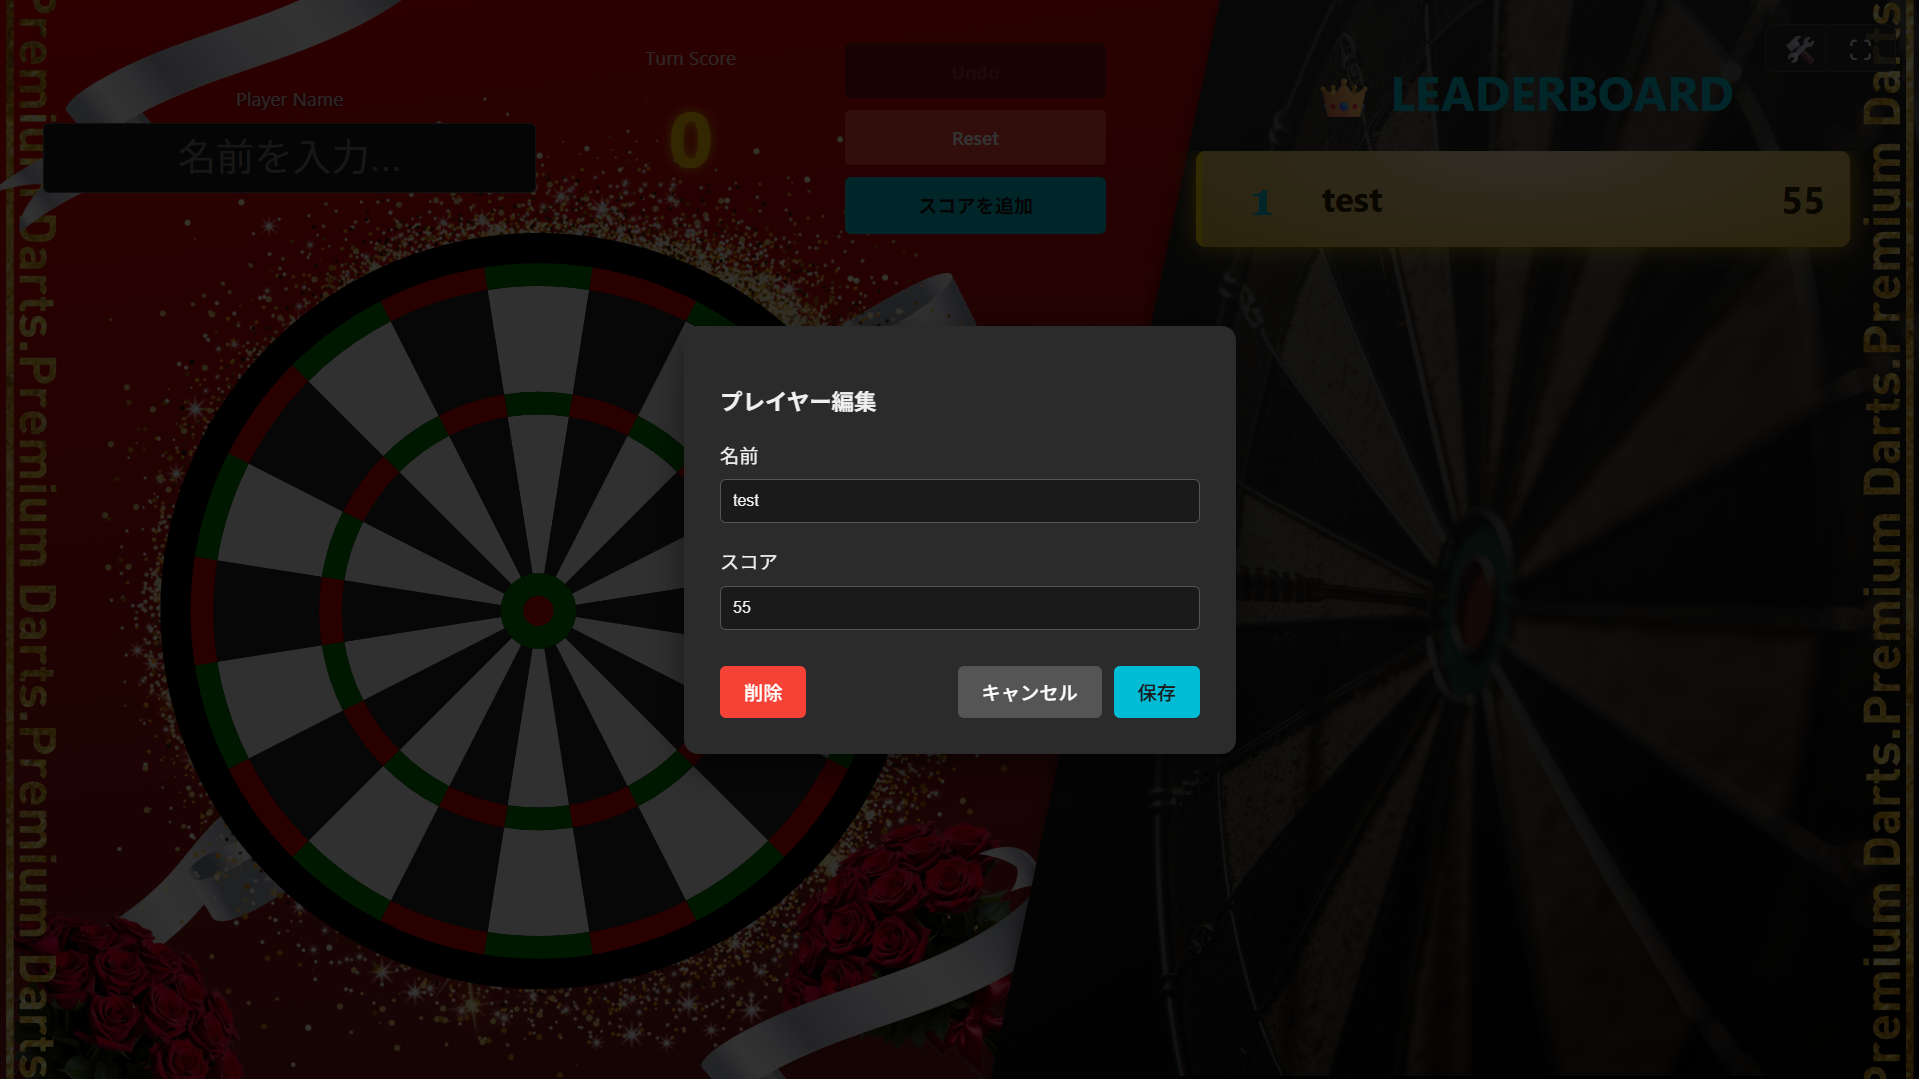 Premium Darts.Premium Darts.Premium Darts
Player Name
名前を入力...
Turn Score
0
Undo
Reset
スコアを追加
👑 LEADERBOARD
1 test 55
プレイヤー編集
名前
test
スコア
55
削除
キャンセル
保存
Premium Darts.Premium Darts.Premium Darts.